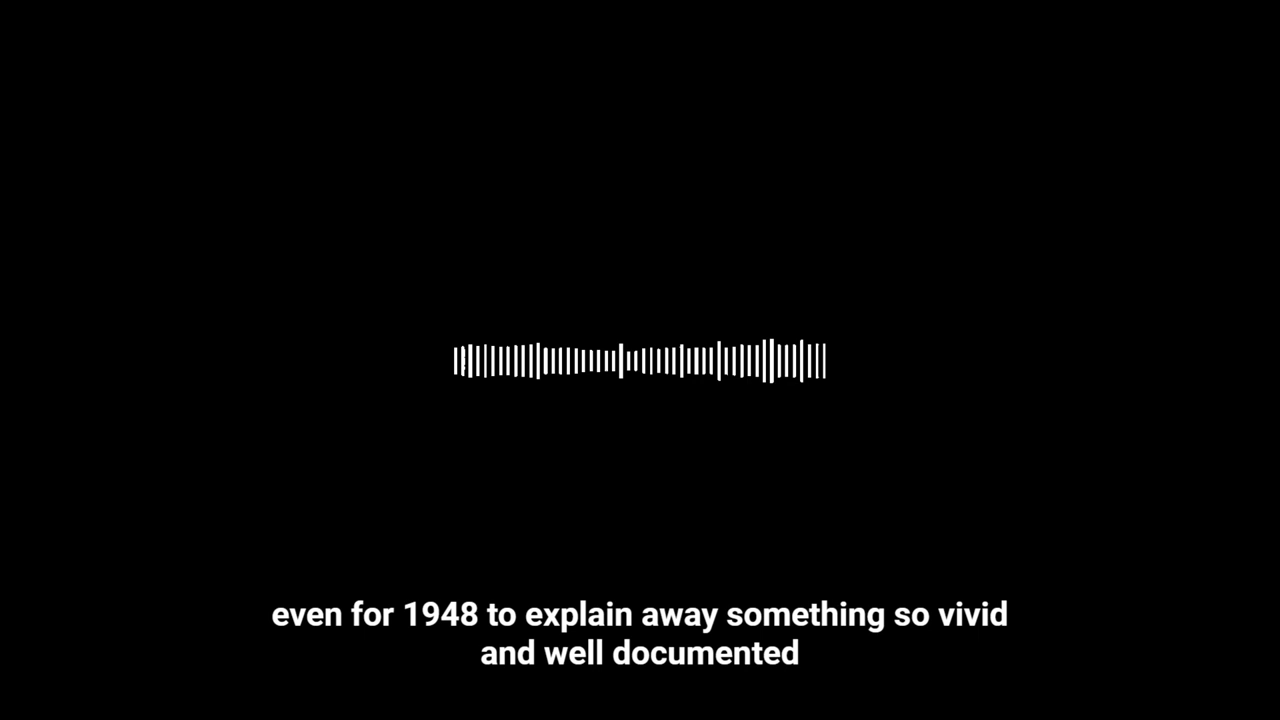 even for 1948 to explain away something so vivid
and well documented